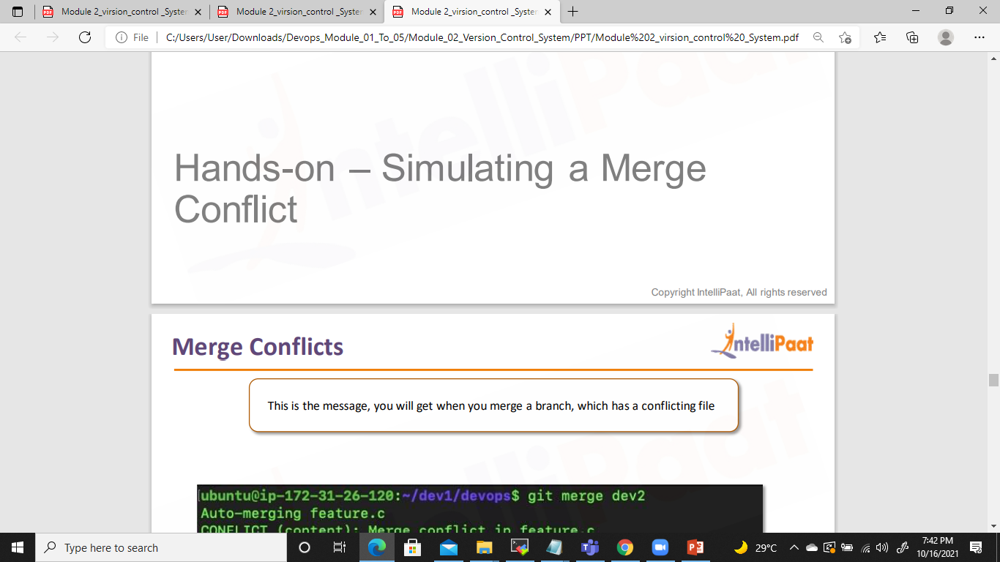 Module 2_virsion_control _System
Module 2_virsion_control _System
Module 2_virsion_control _System
File
C:/Users/User/Downloads/Devops_Module_01_To_05/Module_02_Version_Control_System/PPT/Module%202_virsion_control%20_System.pdf
IntelliPaat
Hands-on – Simulating a Merge
Conflict
Copyright IntelliPaat, All rights reserved
Merge Conflicts
IntelliPaat
This is the message, you will get when you merge a branch, which has a conflicting file
ubuntu@ip-172-31-26-120:~/dev1/devops$ git merge dev2
Auto-merging feature.c
CONFLICT (content): Merge conflict in feature.c
Type here to search
29°C
7:42 PM
10/16/2021